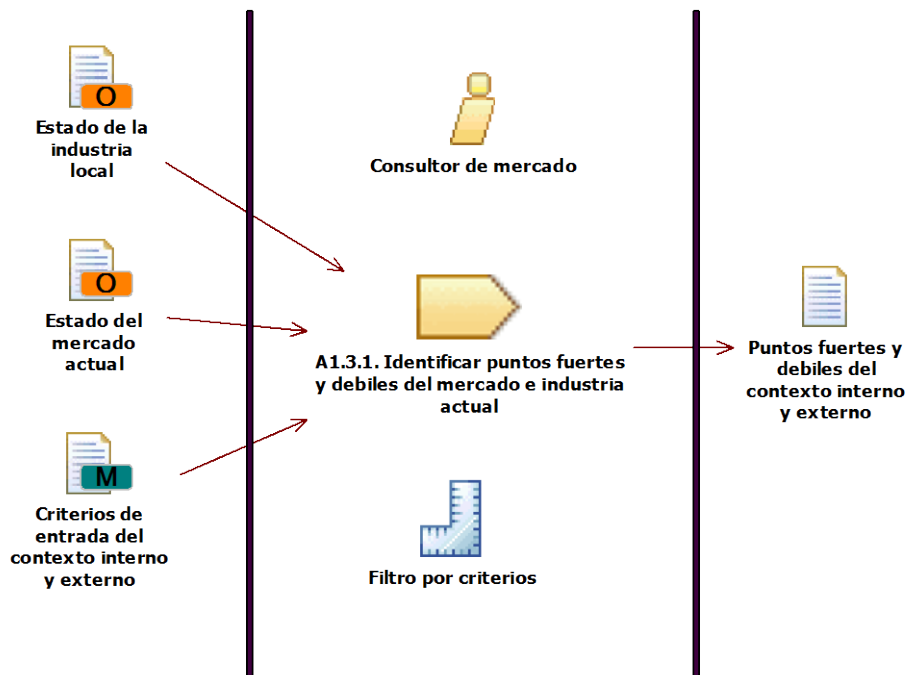 O
Estado de la
industria
local
O
Estado del
mercado
actual
M
Criterios de
entrada del
contexto interno
y externo
Consultor de mercado
A1.3.1. Identificar puntos fuertes
y debiles del mercado e industria
actual
Filtro por criterios
Puntos fuertes y
debiles del
contexto interno
y externo